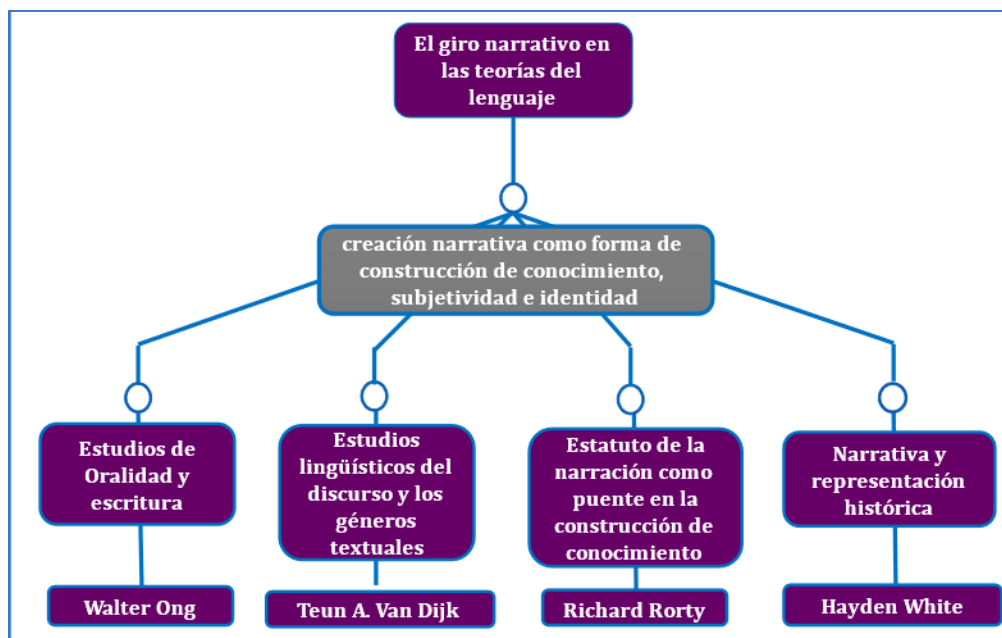 El giro narrativo en
las teorías del
lenguaje
creación narrativa como forma de
construcción de conocimiento,
subjetividad e identidad
Estudios de
Oralidad y
escritura
Estudios
lingüísticos del
discurso y los
géneros
textuales
Estatuto de la
narración como
puente en la
construcción de
conocimiento
Narrativa y
representación
histórica
Walter Ong
Teun A. Van Dijk
Richard Rorty
Hayden White